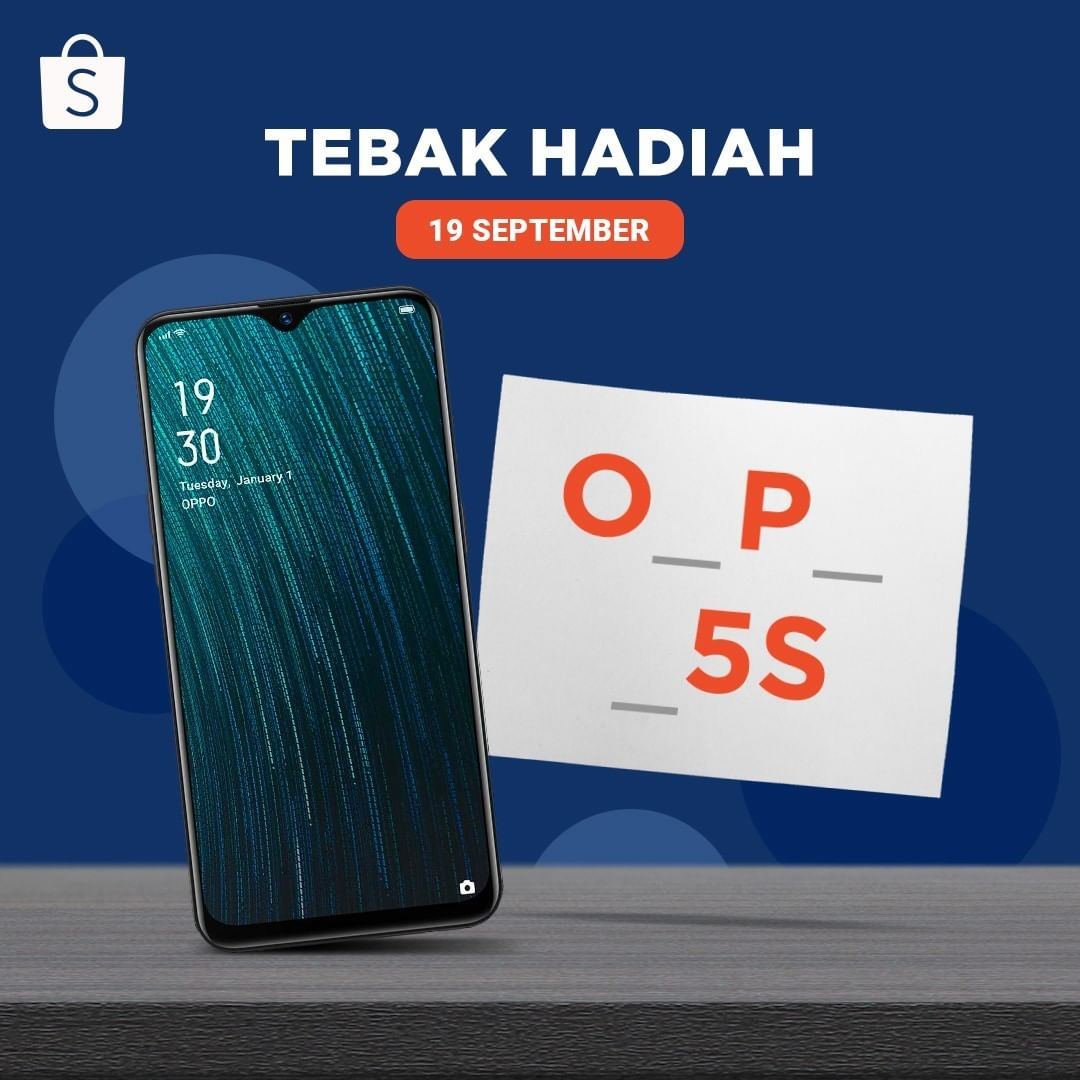 S
TEBAK HADIAH
19 SEPTEMBER
19
30
Tuesday, January 1
OPPO
O_P_
_5S